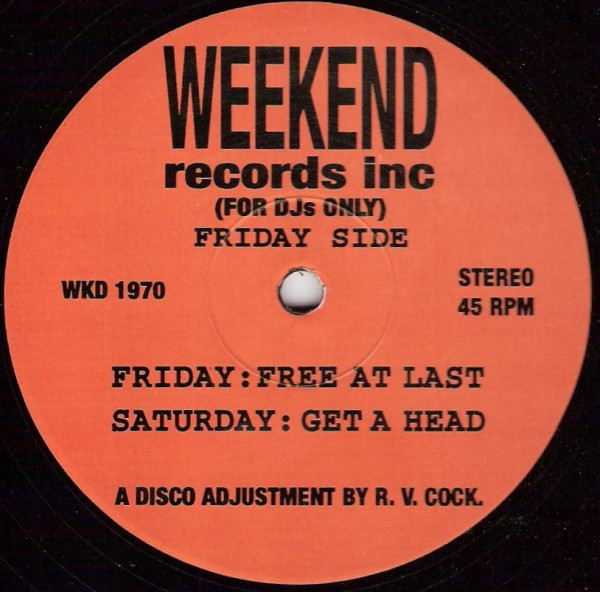 WEEKEND
records inc
(FOR DJs ONLY)
FRIDAY SIDE
WKD 1970
STEREO
45 RPM
FRIDAY: FREE AT LAST
SATURDAY: GET A HEAD
A DISCO ADJUSTMENT BY R. V. COCK.